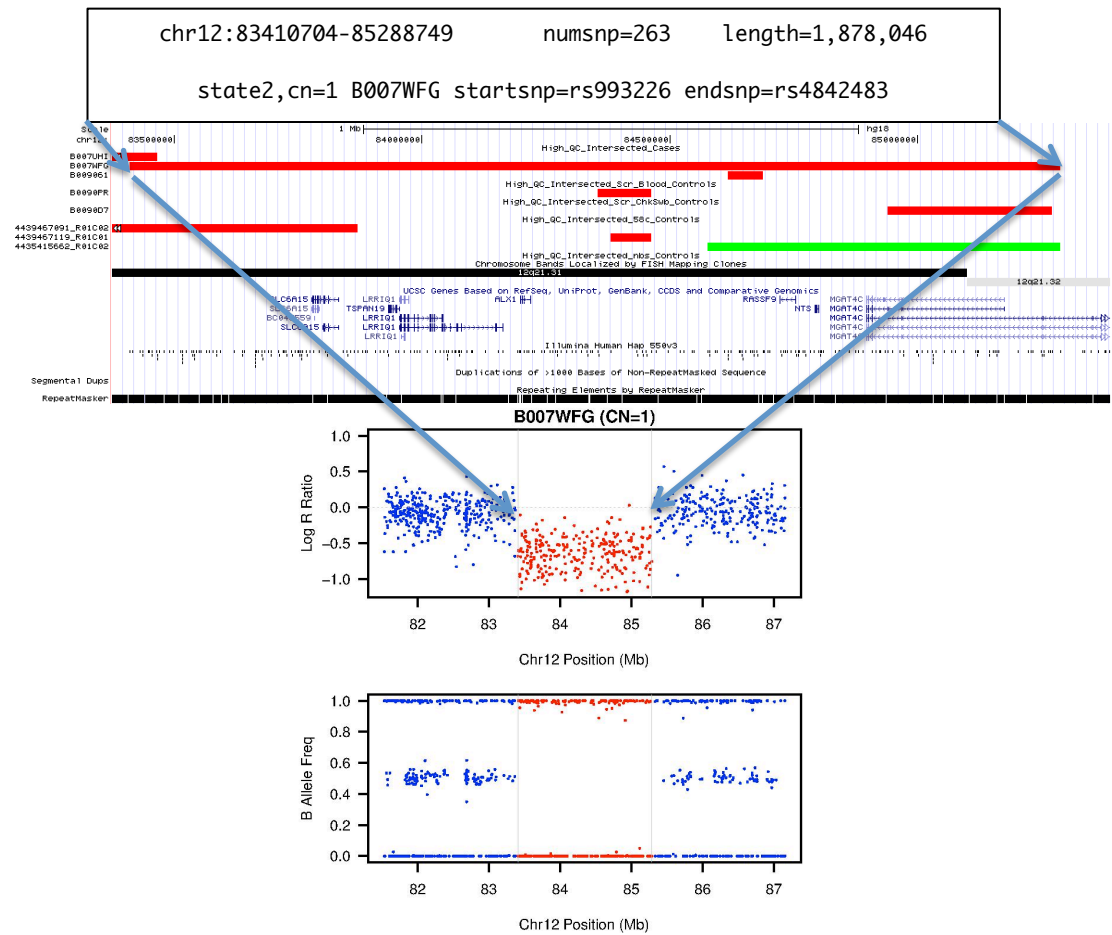 chr12:83410704-85288749 numsnp=263 length=1,878,046
state2,cn=1 B007WFG startsnp=rs993226 endsnp=rs4842483
Scale 1 Mb hg18
chr12: 83500000 84000000 84500000 85000000
High_QC_Intersected_Cases
B007UHI
B007WFG
B009061
High_QC_Intersected_Scr_Blood_Controls
B0090PR
High_QC_Intersected_Scr_ChkSwb_Controls
B0090D7
High_QC_Intersected_58c_Controls
4439467091_R01C02
4439467119_R01C01
4435415662_R01C02
High_QC_Intersected_nbs_Controls
Chromosome Bands Localized by FISH Mapping Clones
12q21.31
12q21.32
UCSC Genes Based on RefSeq, UniProt, GenBank, CCDS and Comparative Genomics
SLC6A15 LRRIQ1 ALX1 RASSF9 MGAT4C
TSPAN19 NTS MGAT4C
LRRIQ1 MGAT4C
LRRIQ1 MGAT4C
LRRIQ1 MGAT4C
Illumina Human Hap 550v3
Duplications of >1000 Bases of Non-RepeatMasked Sequence
Segmental Dups
Repeating Elements by RepeatMasker
RepeatMasker
B007WFG (CN=1)
1.0
0.5
0.0
−0.5
−1.0
Log R Ratio
82 83 84 85 86 87
Chr12 Position (Mb)
1.0
0.8
0.6
0.4
0.2
0.0
B Allele Freq
82 83 84 85 86 87
Chr12 Position (Mb)